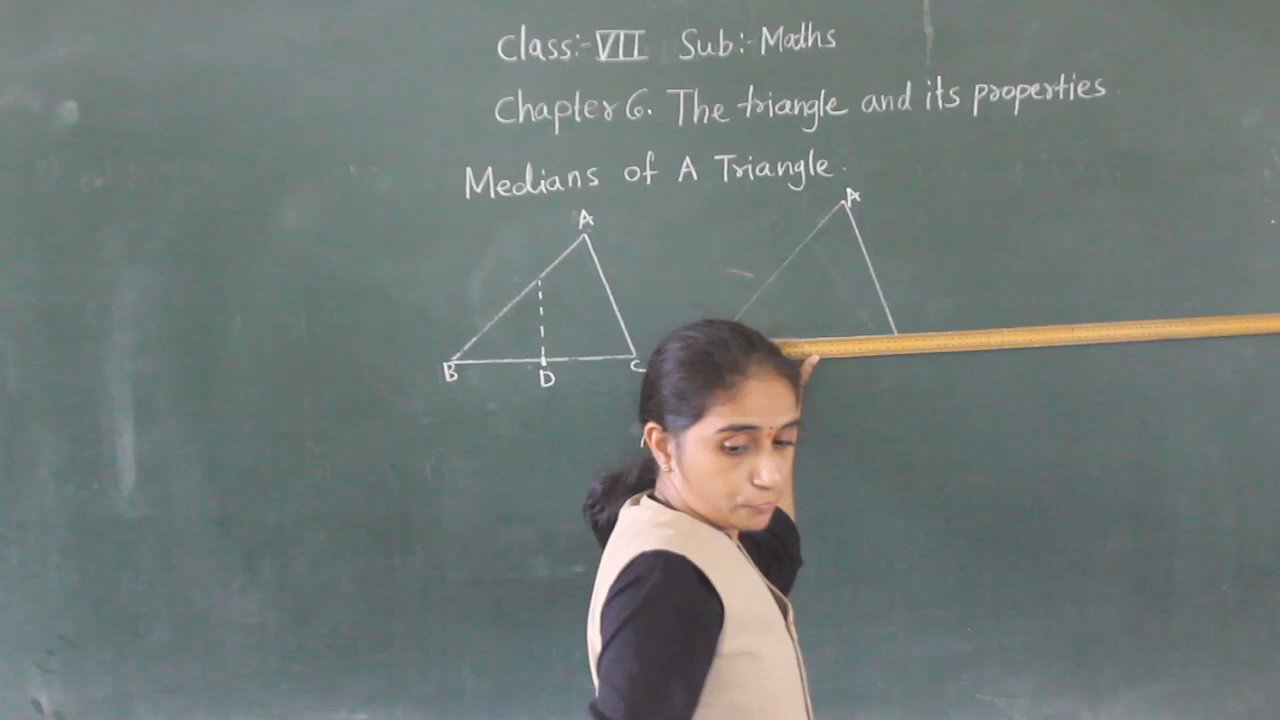 Class:- VII Sub:- Maths
Chapter 6. The triangle and its properties
Medians of A Triangle.
A
A
B
D
C